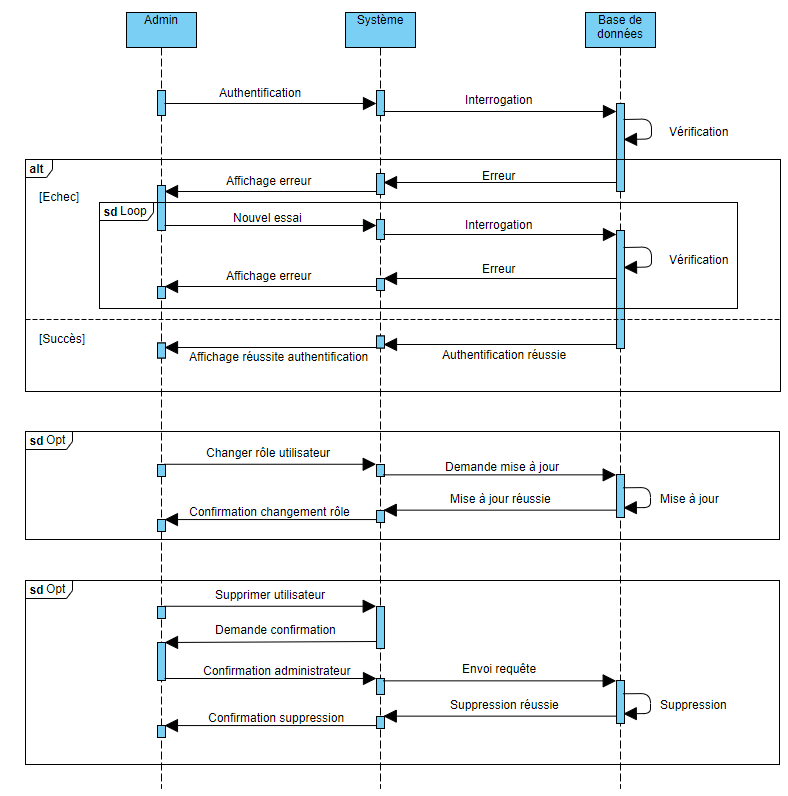 Admin
Système
Base de
données
Authentification
Interrogation
Vérification
alt
[Echec]
Erreur
Affichage erreur
sd Loop
Nouvel essai
Interrogation
Vérification
Erreur
Affichage erreur
[Succès]
Authentification réussie
Affichage réussite authentification
sd Opt
Changer rôle utilisateur
Demande mise à jour
Mise à jour
Mise à jour réussie
Confirmation changement rôle
sd Opt
Supprimer utilisateur
Demande confirmation
Confirmation administrateur
Envoi requête
Suppression
Suppression réussie
Confirmation suppression